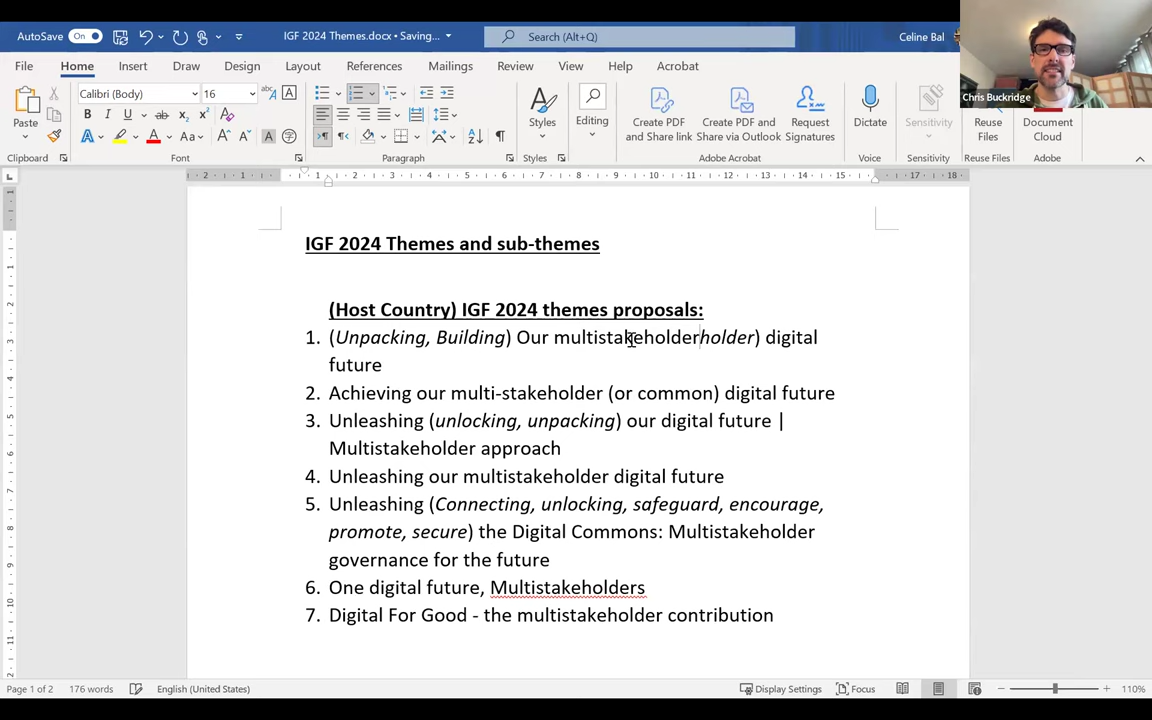 AutoSave On IGF 2024 Themes.docx • Saving... Search (Alt+Q) Celine Bal
File Home Insert Draw Design Layout References Mailings Review View Help Acrobat
Chris Buckridge
Paste Calibri (Body) 16 Styles Editing Create PDF and Share link Create PDF and Share via Outlook Request Signatures Dictate Sensitivity Reuse Files Document Cloud
Clipboard Font Paragraph Styles Adobe Acrobat Voice Sensitivity Reuse Files Adobe
IGF 2024 Themes and sub-themes
(Host Country) IGF 2024 themes proposals:
1. (Unpacking, Building) Our multistakeholderholder) digital
future
2. Achieving our multi-stakeholder (or common) digital future
3. Unleashing (unlocking, unpacking) our digital future |
Multistakeholder approach
4. Unleashing our multistakeholder digital future
5. Unleashing (Connecting, unlocking, safeguard, encourage,
promote, secure) the Digital Commons: Multistakeholder
governance for the future
6. One digital future, Multistakeholders
7. Digital For Good - the multistakeholder contribution
Page 1 of 2 176 words English (United States) Display Settings Focus 110%